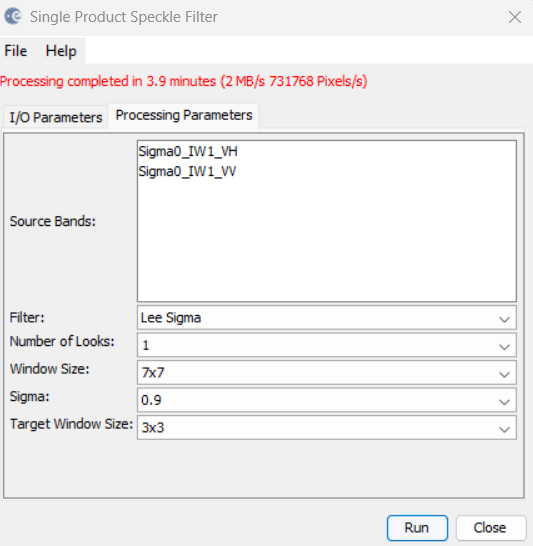 Single Product Speckle Filter
File Help
Processing completed in 3.9 minutes (2 MB/s 731768 Pixels/s)
I/O Parameters Processing Parameters
Source Bands:
Sigma0_IW1_VH
Sigma0_IW1_VV
Filter: Lee Sigma
Number of Looks: 1
Window Size: 7x7
Sigma: 0.9
Target Window Size: 3x3
Run Close